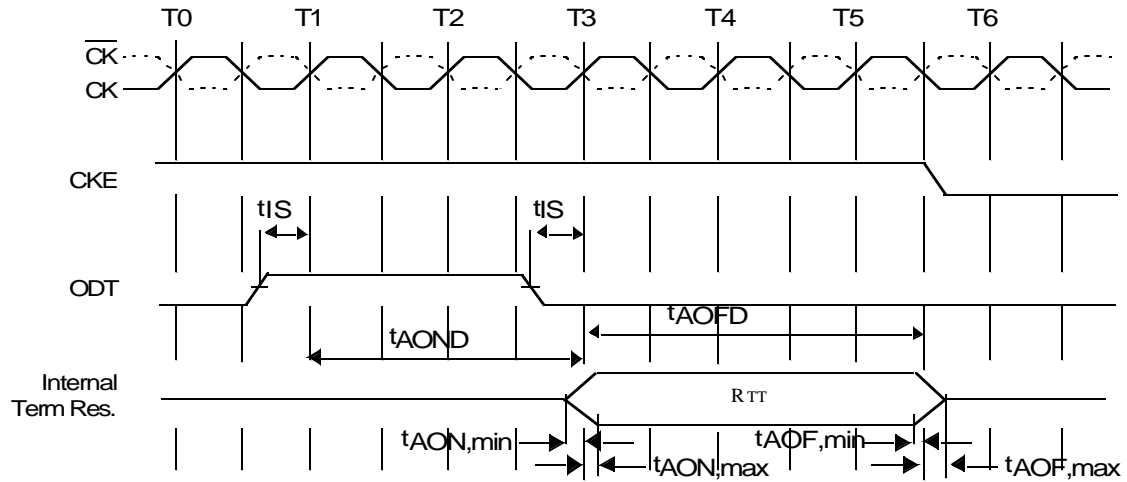 T0 T1 T2 T3 T4 T5 T6
CK
CK
CKE
tIS tIS
ODT
tAOND tAOFD
Internal
Term Res.
RTT
tAON,min tAOF,min
tAON,max tAOF,max